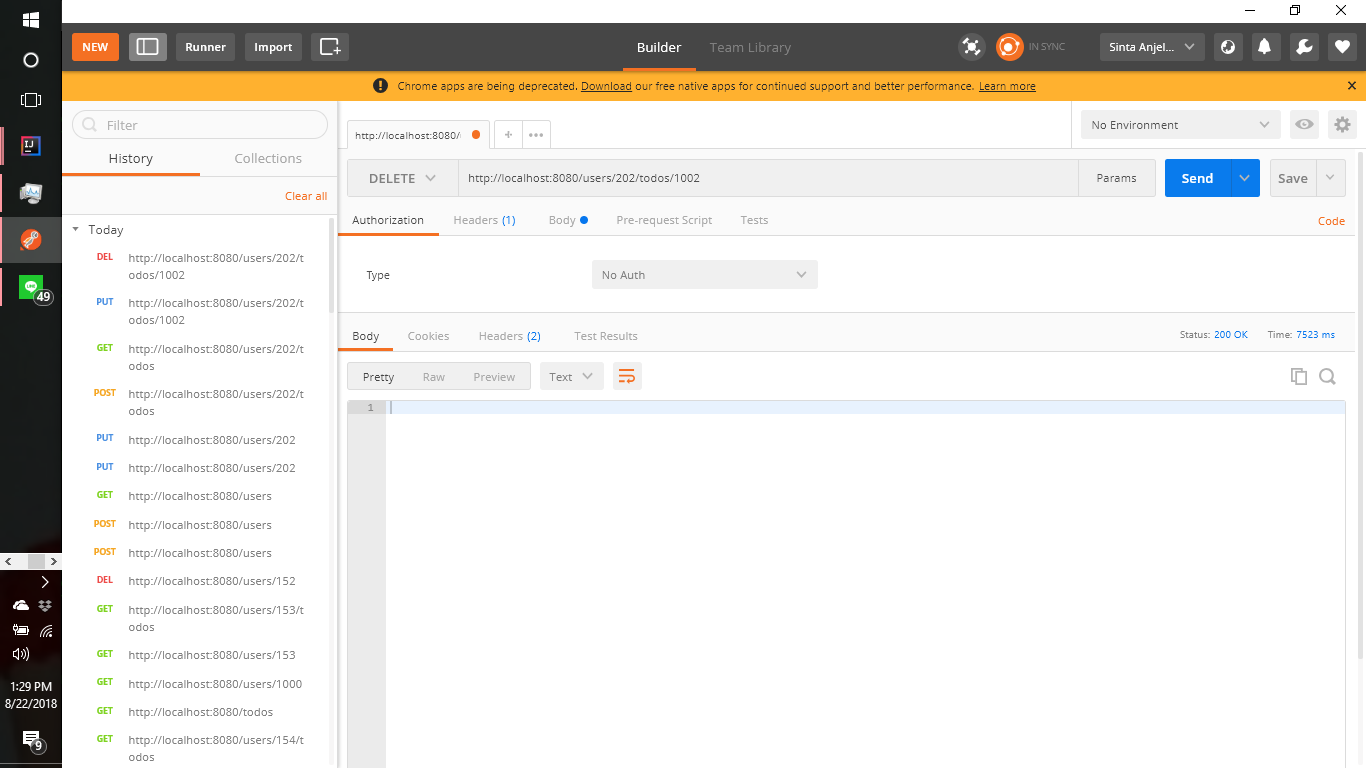 NEW
Runner
Import
Builder
Team Library
IN SYNC
Sinta Anjel...
Chrome apps are being deprecated. Download our free native apps for continued support and better performance. Learn more
Filter
History
Collections
Clear all
Today
DEL http://localhost:8080/users/202/t
odos/1002
PUT http://localhost:8080/users/202/t
odos/1002
GET http://localhost:8080/users/202/t
odos
POST http://localhost:8080/users/202/t
odos
PUT http://localhost:8080/users/202
PUT http://localhost:8080/users/202
GET http://localhost:8080/users
POST http://localhost:8080/users
POST http://localhost:8080/users
DEL http://localhost:8080/users/152
GET http://localhost:8080/users/153/t
odos
GET http://localhost:8080/users/153
GET http://localhost:8080/users/1000
GET http://localhost:8080/todos
GET http://localhost:8080/users/154/t
odos
http://localhost:8080/
No Environment
DELETE
http://localhost:8080/users/202/todos/1002
Params
Send
Save
Authorization
Headers (1)
Body
Pre-request Script
Tests
Code
Type
No Auth
Body
Cookies
Headers (2)
Test Results
Status: 200 OK
Time: 7523 ms
Pretty
Raw
Preview
Text
1
IJ
49
1:29 PM
8/22/2018
9